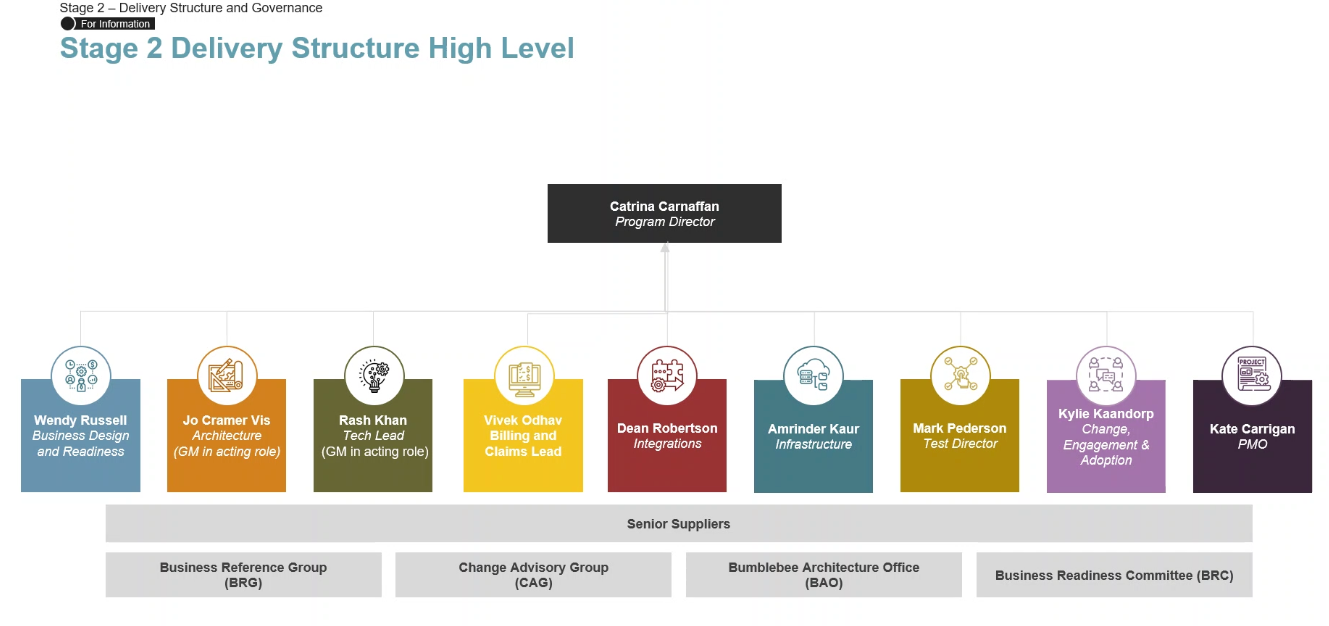 Stage 2 – Delivery Structure and Governance
For Information
Stage 2 Delivery Structure High Level
Catrina Carnaffan
Program Director
Wendy Russell
Business Design
and Readiness
Jo Cramer Vis
Architecture
(GM in acting role)
Rash Khan
Tech Lead
(GM in acting role)
Vivek Odhav
Billing and
Claims Lead
Dean Robertson
Integrations
Amrinder Kaur
Infrastructure
Mark Pederson
Test Director
Kylie Kaandorp
Change,
Engagement &
Adoption
PROJECT
Kate Carrigan
PMO
Senior Suppliers
Business Reference Group
(BRG)
Change Advisory Group
(CAG)
Bumblebee Architecture Office
(BAO)
Business Readiness Committee (BRC)